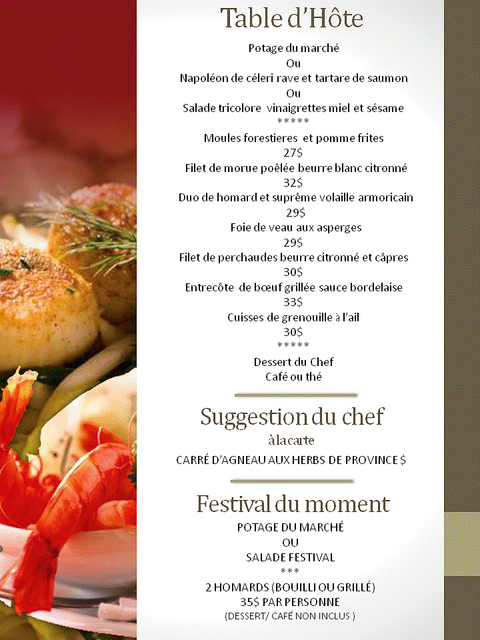 Table d'Hôte
Potage du marché
Ou
Napoléon de céleri rave et tartare de saumon
Ou
Salade tricolore vinaigrettes miel et sésame
*****
Moules forestieres et pomme frites
27$
Filet de morue poêlée beurre blanc citronné
32$
Duo de homard et suprême volaille armoricain
29$
Foie de veau aux asperges
29$
Filet de perchaudes beurre citronné et câpres
30$
Entrecôte de bœuf grillée sauce bordelaise
33$
Cuisses de grenouille à l'ail
30$
*****
Dessert du Chef
Café ou thé
Suggestion du chef
à la carte
CARRÉ D'AGNEAU AUX HERBS DE PROVINCE $
Festival du moment
POTAGE DU MARCHÉ
OU
SALADE FESTIVAL
***
2 HOMARDS (BOUILLI OU GRILLÉ)
35$ PAR PERSONNE
(DESSERT/ CAFÉ NON INCLUS )